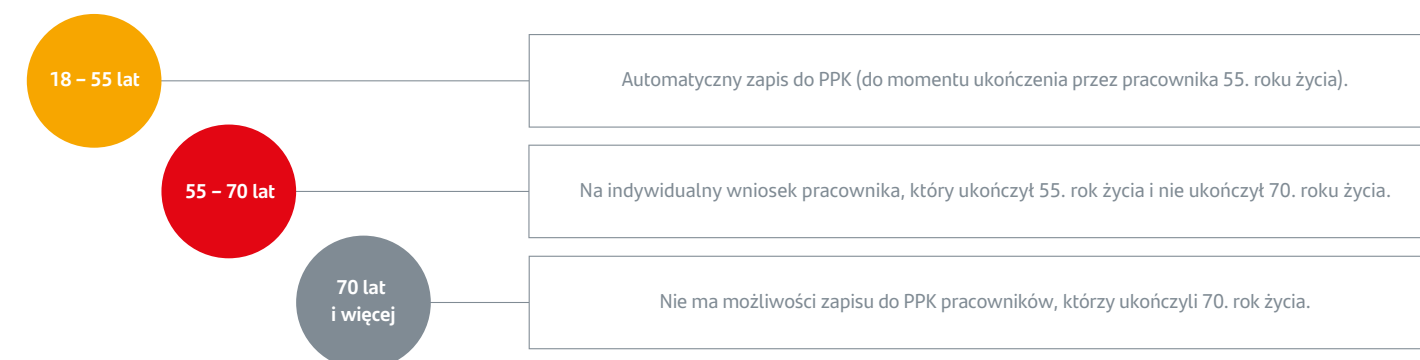 18 – 55 lat
Automatyczny zapis do PPK (do momentu ukończenia przez pracownika 55. roku życia).
55 – 70 lat
Na indywidualny wniosek pracownika, który ukończył 55. rok życia i nie ukończył 70. roku życia.
70 lat
i więcej
Nie ma możliwości zapisu do PPK pracowników, którzy ukończyli 70. rok życia.